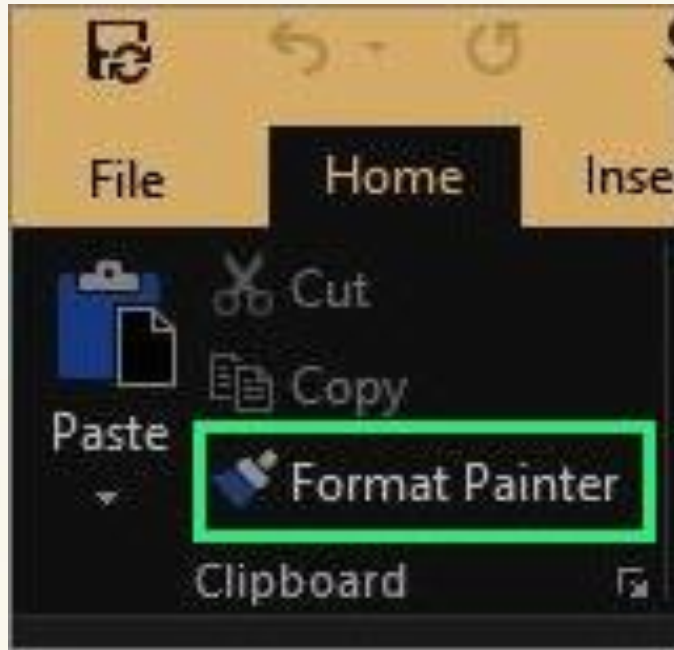 File Home Inse
Cut
Copy
Paste
Format Painter
Clipboard